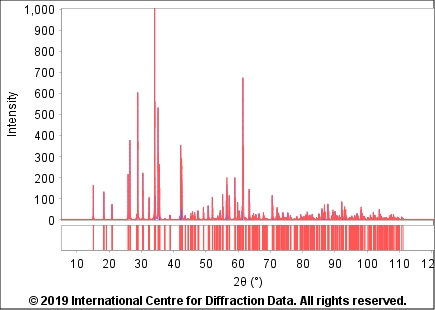 1,000
900
800
700
600
500
400
300
200
100
0
Intensity
10 20 30 40 50 60 70 80 90 100 110 12
2θ (°)
© 2019 International Centre for Diffraction Data. All rights reserved.